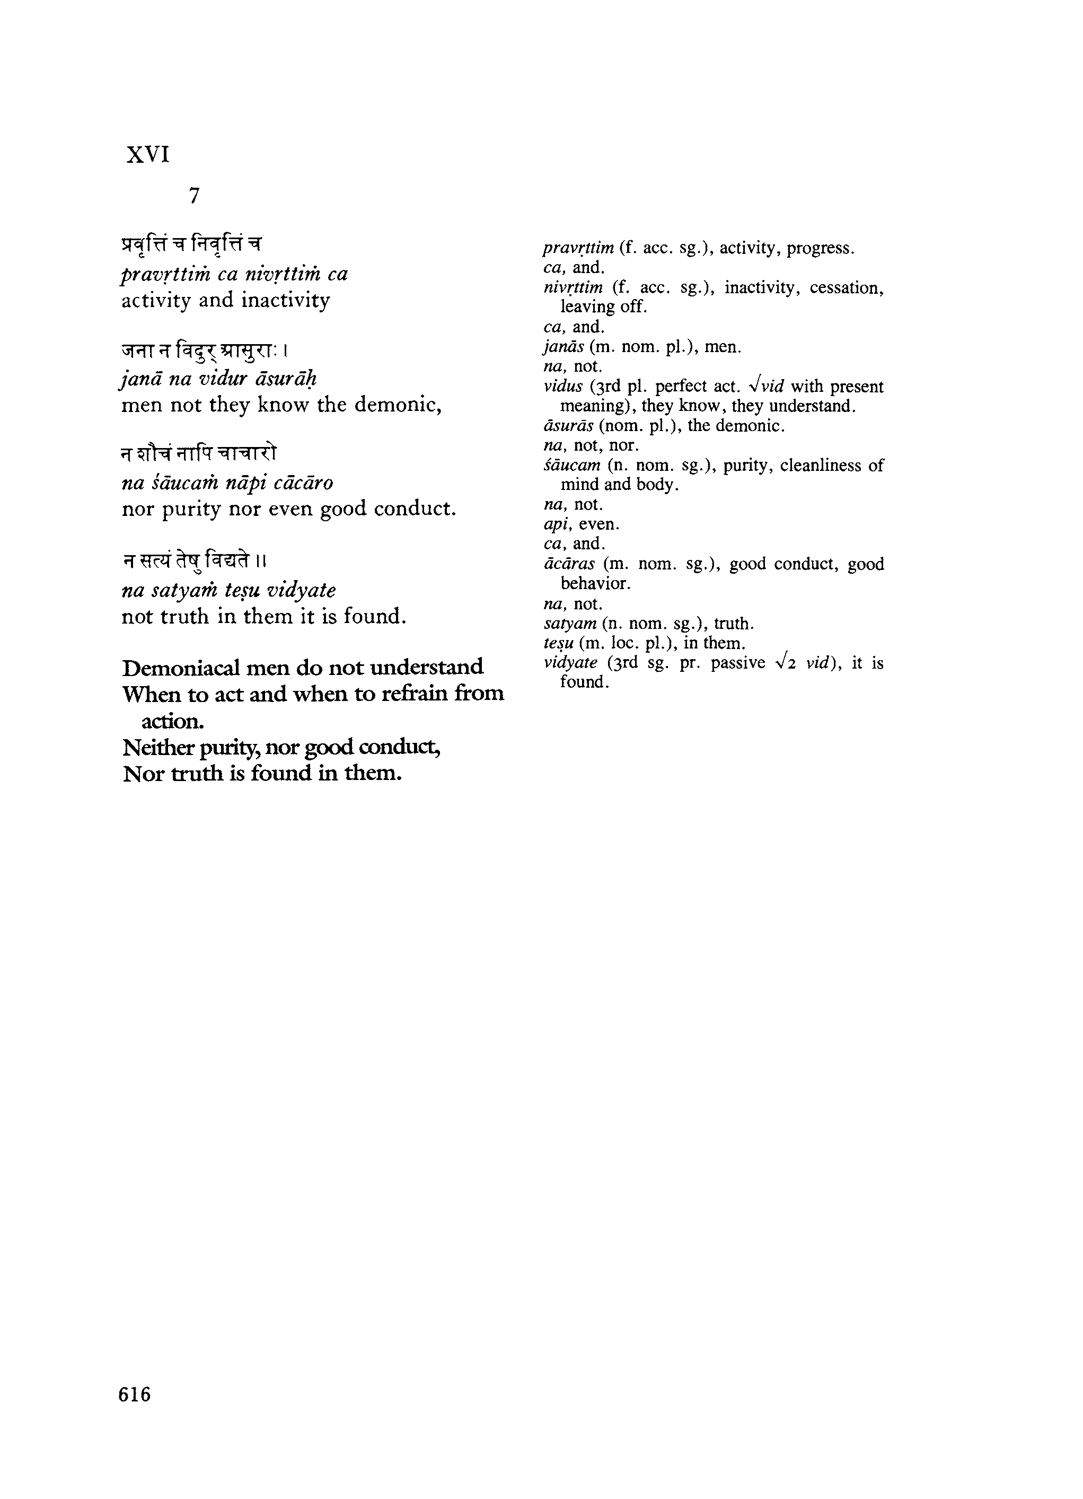 XVI
7
प्रवृत्तिं च निवृत्तिं च
pravṛttiṁ ca nivṛttiṁ ca
activity and inactivity
जना न विदुर् आसुराः ।
janā na vidur āsurāḥ
men not they know the demonic,
न शौचं नापि चाचारो
na śāucaṁ nāpi cācāro
nor purity nor even good conduct.
न सत्यं तेषु विद्यते ॥
na satyaṁ teṣu vidyate
not truth in them it is found.
Demoniacal men do not understand
When to act and when to refrain from
action.
Neither purity, nor good conduct,
Nor truth is found in them.
pravṛttim (f. acc. sg.), activity, progress.
ca, and.
nivṛttim (f. acc. sg.), inactivity, cessation,
leaving off.
ca, and.
janās (m. nom. pl.), men.
na, not.
vidus (3rd pl. perfect act. √vid with present
meaning), they know, they understand.
āsurās (nom. pl.), the demonic.
na, not, nor.
śāucam (n. nom. sg.), purity, cleanliness of
mind and body.
na, not.
api, even.
ca, and.
ācāras (m. nom. sg.), good conduct, good
behavior.
na, not.
satyam (n. nom. sg.), truth.
teṣu (m. loc. pl.), in them.
vidyate (3rd sg. pr. passive √2 vid), it is
found.
616